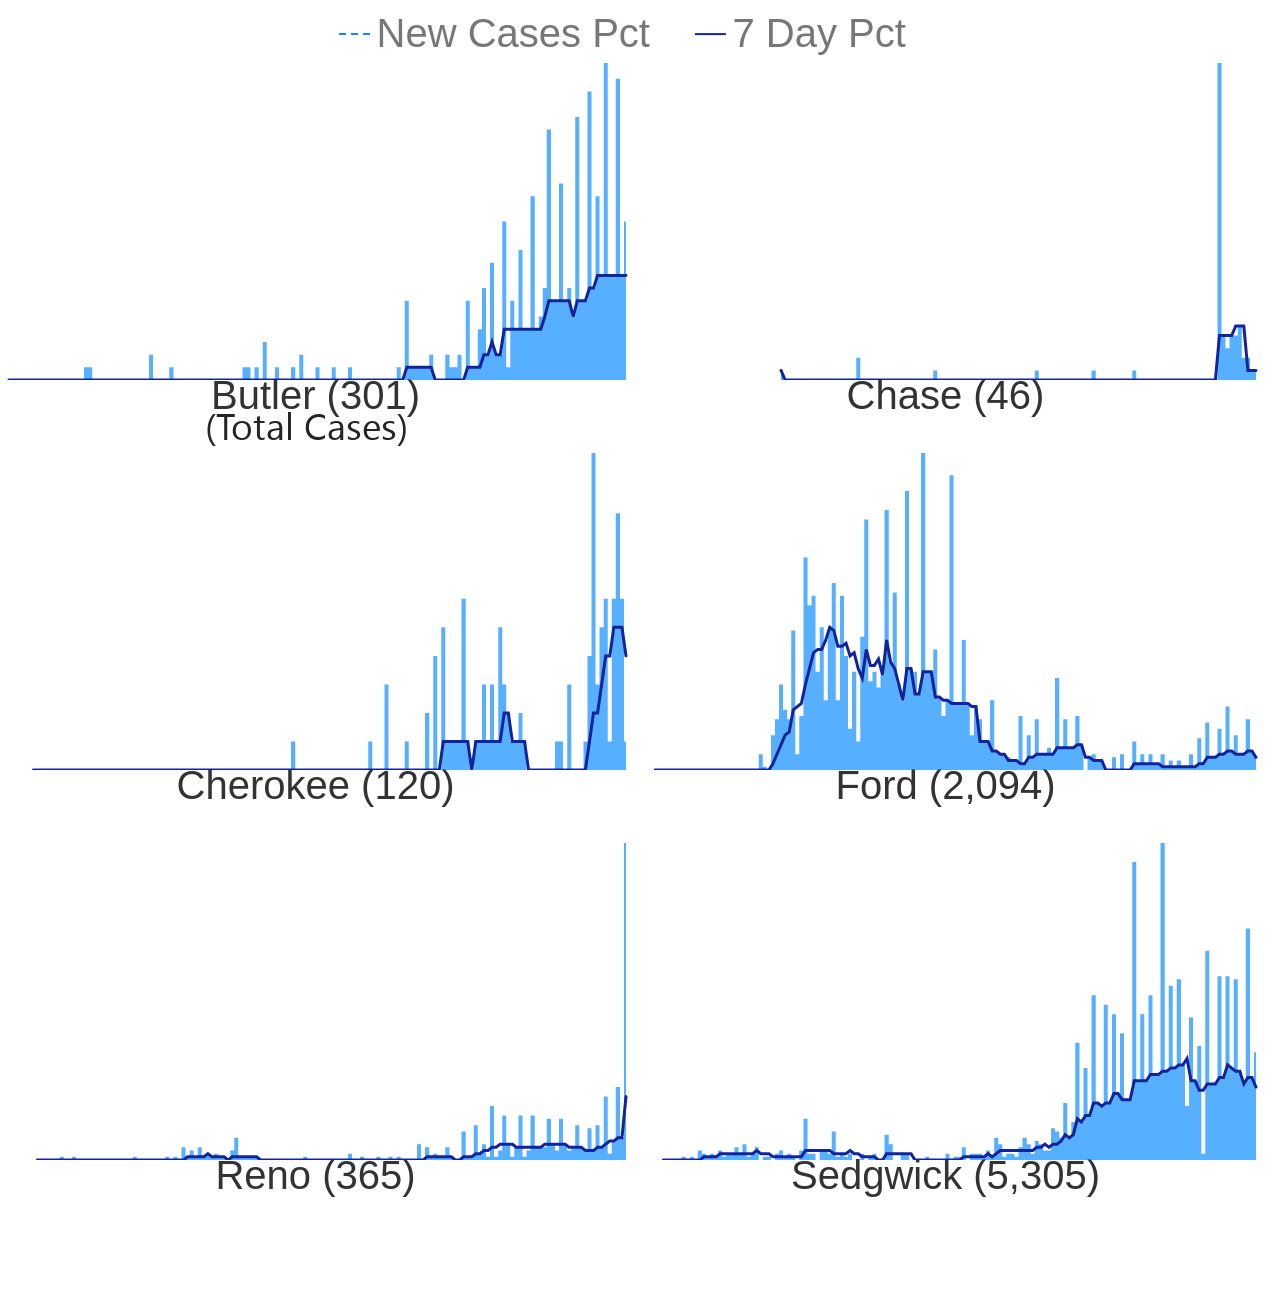 New Cases Pct 7 Day Pct
Butler (301)
(Total Cases)
Chase (46)
Cherokee (120)
Ford (2,094)
Reno (365)
Sedgwick (5,305)